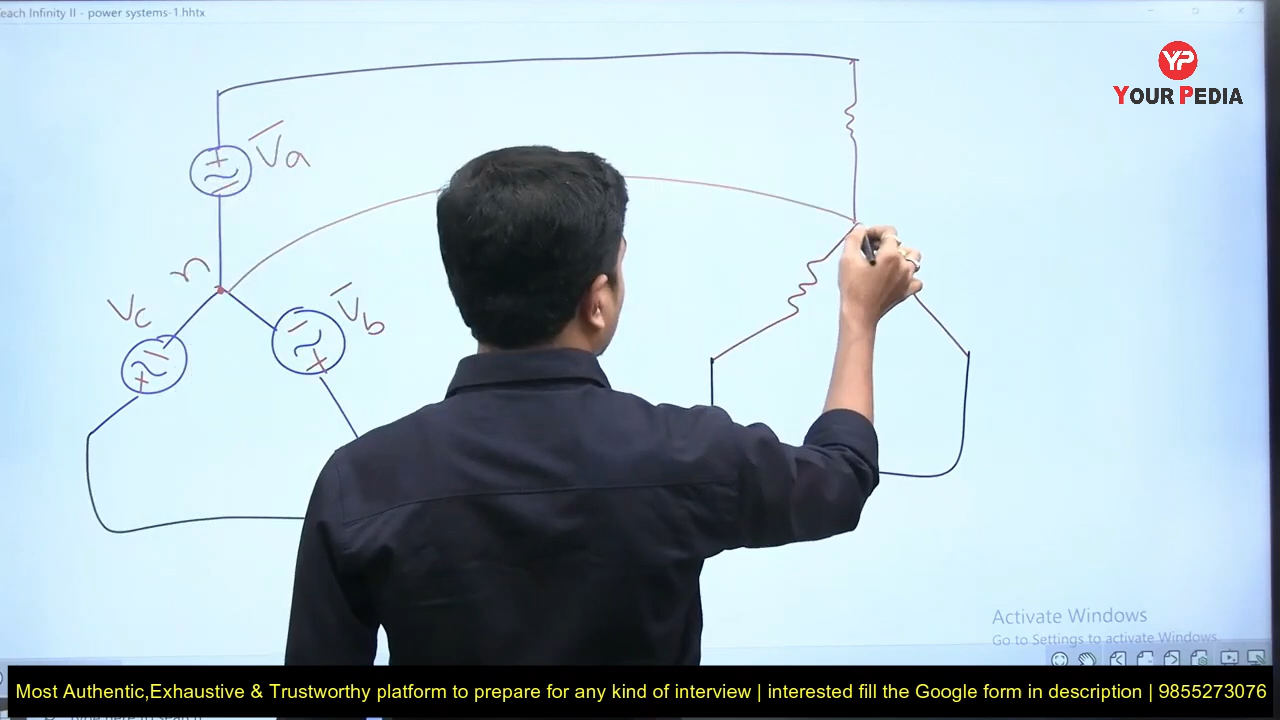 each Infinity II - power systems-1.hhtx
YP
YOUR PEDIA
Va
n
Vc
Vb
Activate Windows
Go to Settings to activate Windows.
Most Authentic,Exhaustive & Trustworthy platform to prepare for any kind of interview | interested fill the Google form in description | 9855273076